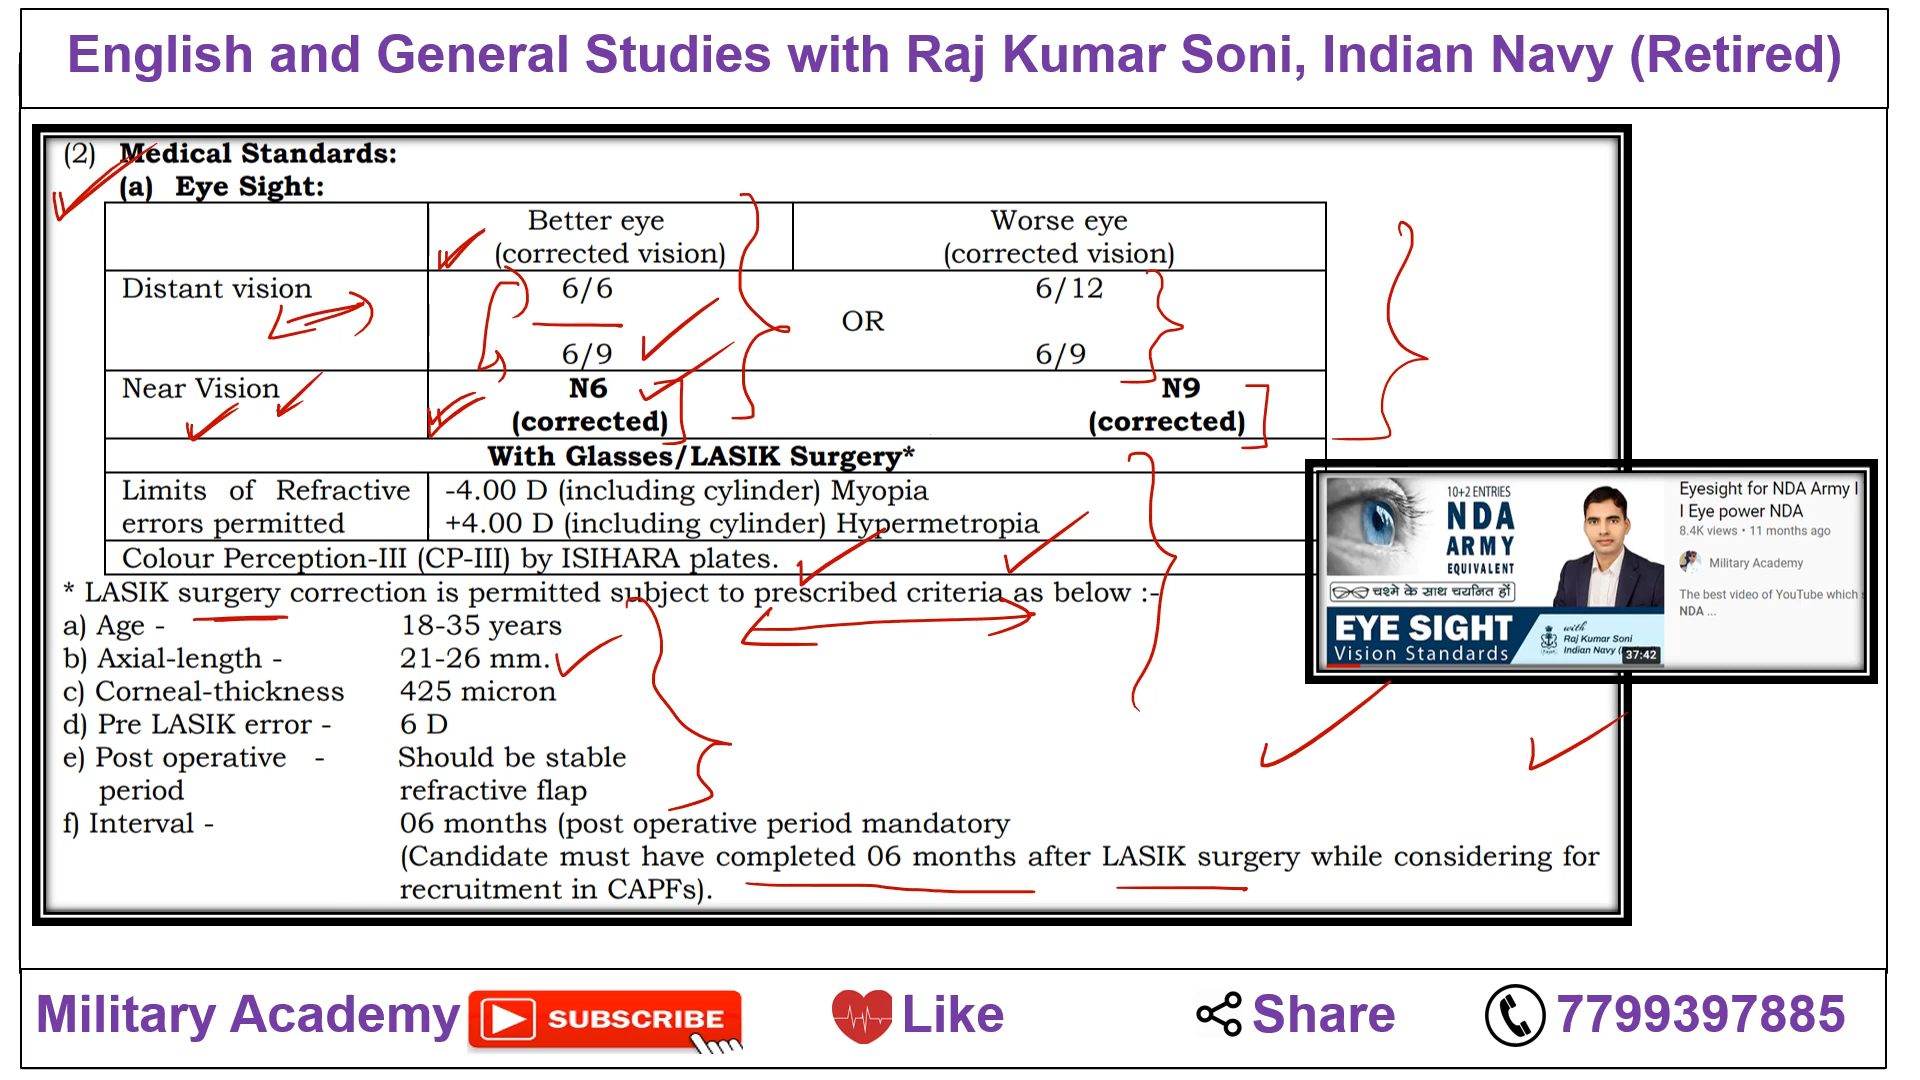 English and General Studies with Raj Kumar Soni, Indian Navy (Retired)
(2) Medical Standards:
(a) Eye Sight:
Better eye (corrected vision)
Worse eye (corrected vision)
Distant vision
6/6
6/12
OR
6/9
6/9
Near Vision
N6 (corrected)
N9 (corrected)
With Glasses/LASIK Surgery*
Limits of Refractive errors permitted
-4.00 D (including cylinder) Myopia
+4.00 D (including cylinder) Hypermetropia
Colour Perception-III (CP-III) by ISIHARA plates.
* LASIK surgery correction is permitted subject to prescribed criteria as below :-
a) Age - 18-35 years
b) Axial-length - 21-26 mm.
c) Corneal-thickness 425 micron
d) Pre LASIK error - 6 D
e) Post operative - Should be stable
period refractive flap
f) Interval - 06 months (post operative period mandatory
(Candidate must have completed 06 months after LASIK surgery while considering for
recruitment in CAPFs).
10+2 ENTRIES
NDA
ARMY
EQUIVALENT
चश्मे के साथ चयनित हों
EYE SIGHT
Vision Standards
with
Raj Kumar Soni
Indian Navy
37:42
Eyesight for NDA Army I
I Eye power NDA
8.4K views • 11 months ago
Military Academy
The best video of YouTube which
NDA ...
Military Academy
SUBSCRIBE
Like
Share
7799397885